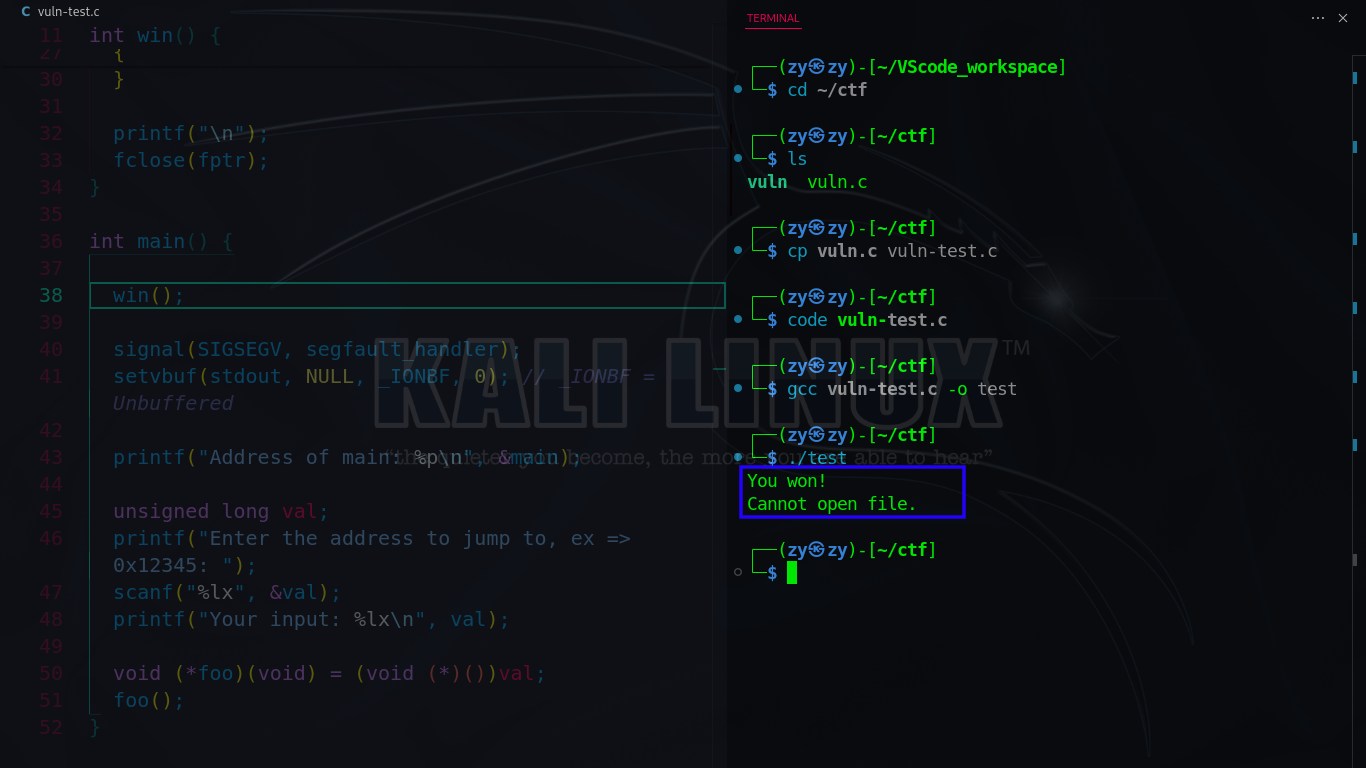 C vuln-test.c
11 int win() {
27 {
30 }
31
32 printf("\n");
33 fclose(fptr);
34 }
35
36 int main() {
37
38 win();
39
40 signal(SIGSEGV, segfault_handler);
41 setvbuf(stdout, NULL, _IONBF, 0); // _IONBF =
Unbuffered
42
43 printf("Address of main: %p\n", &main);
44
45 unsigned long val;
46 printf("Enter the address to jump to, ex =>
0x12345: ");
47 scanf("%lx", &val);
48 printf("Your input: %lx\n", val);
49
50 void (*foo)(void) = (void (*)())val;
51 foo();
52 }
KALI LINUX™
"the quieter you become, the more you are able to hear"
TERMINAL
┌──(zy㉿zy)-[~/VScode_workspace]
└─$ cd ~/ctf
┌──(zy㉿zy)-[~/ctf]
└─$ ls
vuln vuln.c
┌──(zy㉿zy)-[~/ctf]
└─$ cp vuln.c vuln-test.c
┌──(zy㉿zy)-[~/ctf]
└─$ code vuln-test.c
┌──(zy㉿zy)-[~/ctf]
└─$ gcc vuln-test.c -o test
┌──(zy㉿zy)-[~/ctf]
└─$ ./test
You won!
Cannot open file.
┌──(zy㉿zy)-[~/ctf]
└─$